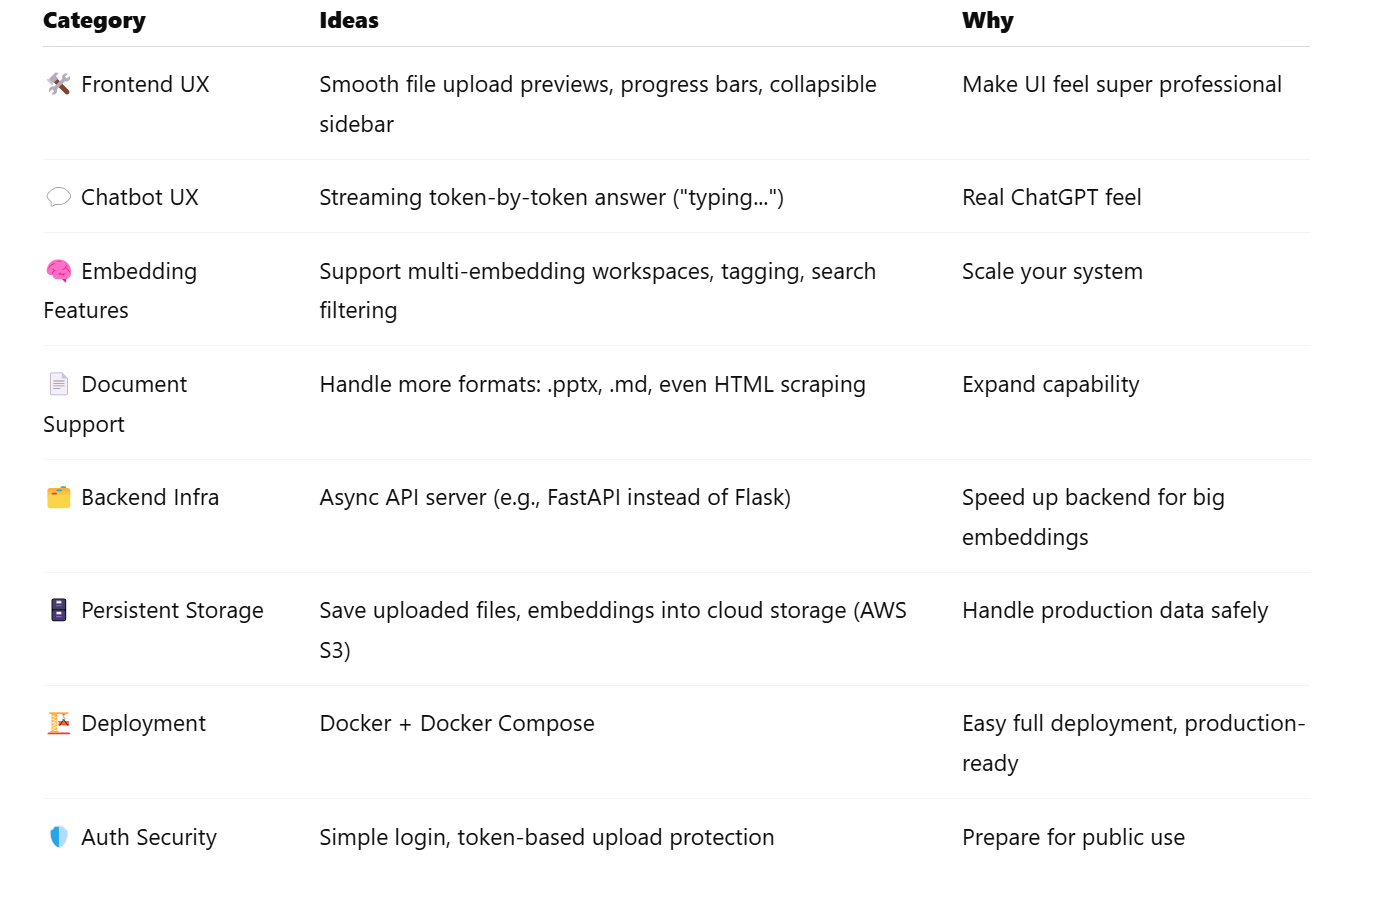 Category Ideas Why
🛠️ Frontend UX Smooth file upload previews, progress bars, collapsible Make UI feel super professional
sidebar
💬 Chatbot UX Streaming token-by-token answer ("typing...") Real ChatGPT feel
🧠 Embedding Support multi-embedding workspaces, tagging, search Scale your system
Features filtering
📄 Document Handle more formats: .pptx, .md, even HTML scraping Expand capability
Support
🗂️ Backend Infra Async API server (e.g., FastAPI instead of Flask) Speed up backend for big
embeddings
🗄️ Persistent Storage Save uploaded files, embeddings into cloud storage (AWS Handle production data safely
S3)
🏗️ Deployment Docker + Docker Compose Easy full deployment, production-
ready
🛡️ Auth Security Simple login, token-based upload protection Prepare for public use